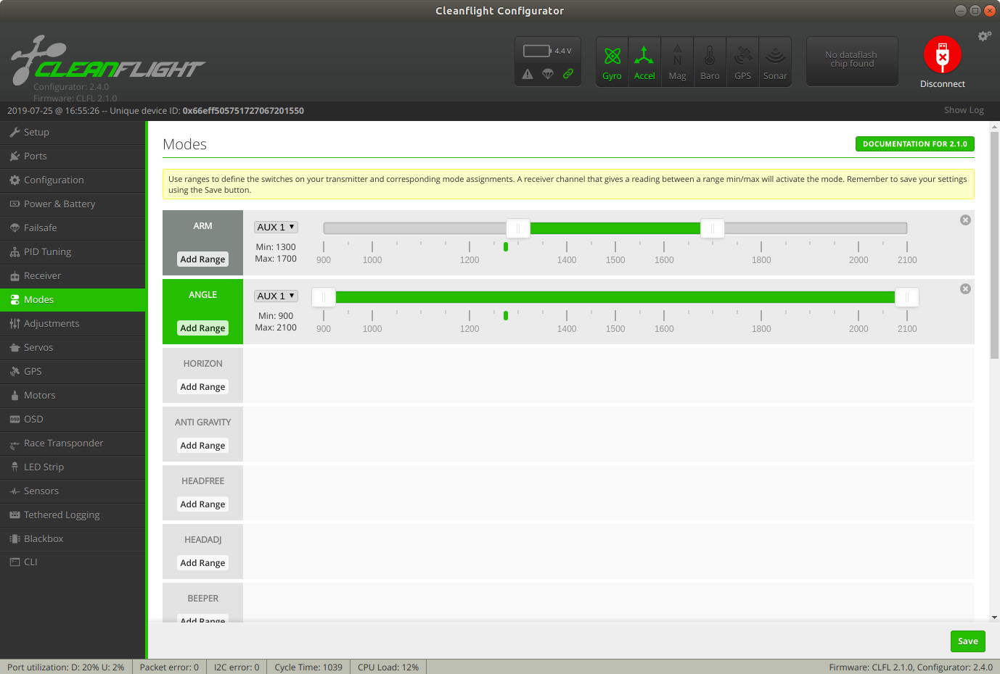 Cleanflight Configurator
CLEANFLIGHT
Configurator: 2.4.0
Firmware: CLFL 2.1.0
4.4 V
Gyro
Accel
N
Mag
Baro
GPS
Sonar
No dataflash
chip found
Disconnect
2019-07-25 @ 16:55:26 -- Unique device ID: 0x66eff505751727067201550
Show Log
Setup
Ports
Configuration
Power & Battery
Failsafe
PID Tuning
Receiver
Modes
Adjustments
Servos
GPS
Motors
OSD
Race Transponder
LED Strip
Sensors
Tethered Logging
Blackbox
CLI
Modes
DOCUMENTATION FOR 2.1.0
Use ranges to define the switches on your transmitter and corresponding mode assignments. A receiver channel that gives a reading between a range min/max will activate the mode. Remember to save your settings
using the Save button.
ARM
Add Range
AUX 1
Min: 1300
Max: 1700
900 1000 1200 1400 1500 1600 1800 2000 2100
ANGLE
Add Range
AUX 1
Min: 900
Max: 2100
900 1000 1200 1400 1500 1600 1800 2000 2100
HORIZON
Add Range
ANTI GRAVITY
Add Range
HEADFREE
Add Range
HEADADJ
Add Range
BEEPER
Add Range
Save
Port utilization: D: 20% U: 2%
Packet error: 0
I2C error: 0
Cycle Time: 1039
CPU Load: 12%
Firmware: CLFL 2.1.0, Configurator: 2.4.0